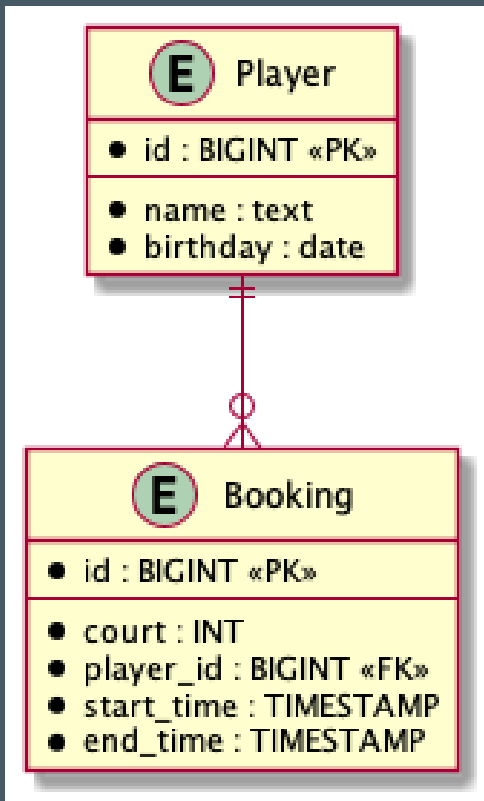 E Player
● id : BIGINT «PK»
● name : text
● birthday : date
E Booking
● id : BIGINT «PK»
● court : INT
● player_id : BIGINT «FK»
● start_time : TIMESTAMP
● end_time : TIMESTAMP